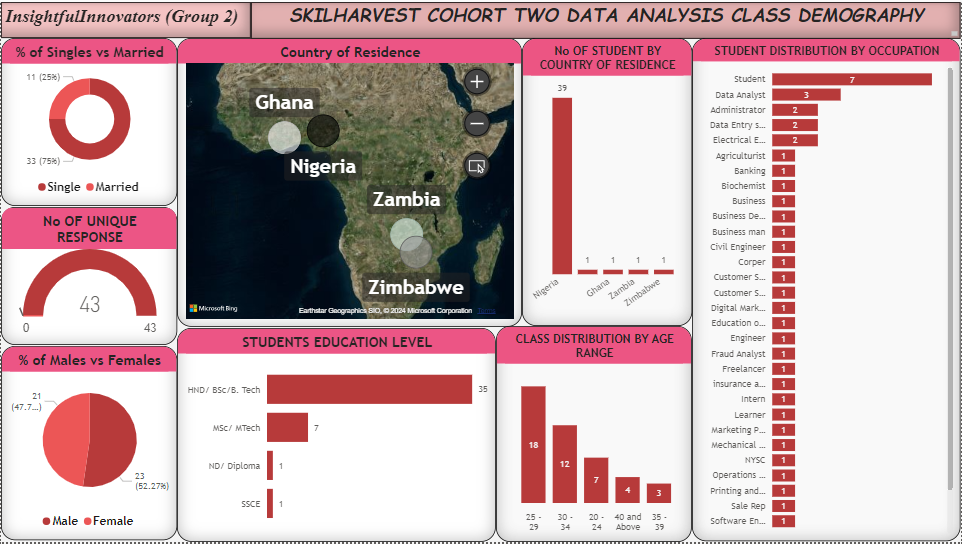 InsightfulInnovators (Group 2)
SKILHARVEST COHORT TWO DATA ANALYSIS CLASS DEMOGRAPHY
% of Singles vs Married
11 (25%)
33 (75%)
Single Married
No OF UNIQUE
RESPONSE
43
0
43
% of Males vs Females
21
(47.7...)
23
(52.27%)
Male Female
Country of Residence
Ghana
Nigeria
Zambia
Zimbabwe
Microsoft Bing
Earthstar Geographics SIO, © 2024 Microsoft Corporation
No OF STUDENT BY
COUNTRY OF RESIDENCE
39
1
1
1
1
Nigeria
Ghana
Zambia
Zimbabwe
STUDENTS EDUCATION LEVEL
HND/ BSc/B. Tech 35
MSc/ MTech 7
ND/ Diploma 1
SSCE 1
CLASS DISTRIBUTION BY AGE
RANGE
18
12
7
4
3
25 -
29
30 -
34
20 -
24
40 and
Above
35 -
39
STUDENT DISTRIBUTION BY OCCUPATION
Student 7
Data Analyst 3
Administrator 2
Data Entry s... 2
Electrical E... 2
Agriculturist 1
Banking 1
Biochemist 1
Business 1
Business De... 1
Business man 1
Civil Engineer 1
Corper 1
Customer S... 1
Customer S... 1
Digital Mark... 1
Education o... 1
Engineer 1
Fraud Analyst 1
Freelancer 1
insurance a... 1
Intern 1
Learner 1
Marketing P... 1
Mechanical ... 1
NYSC 1
Operations ... 1
Printing and... 1
Sale Rep 1
Software En... 1